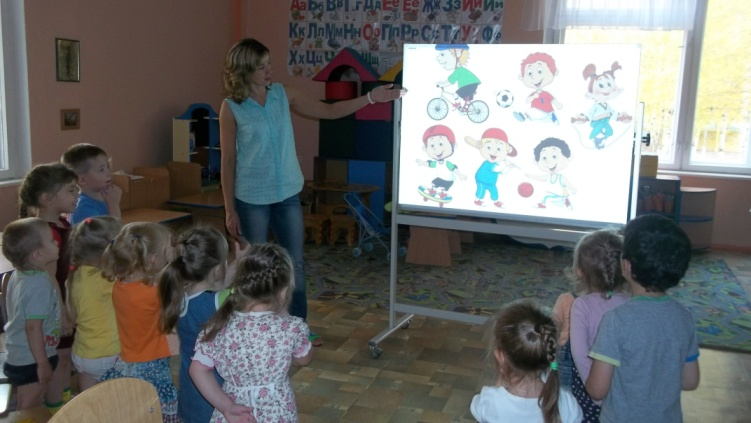 Аа Бб Вв Гг Дд Ее Ёё Жж Зз Ии Йй
Кк Лл Мм Нн Оо Пп Рр Сс Тт Уу Фф
Хх Цц Чч